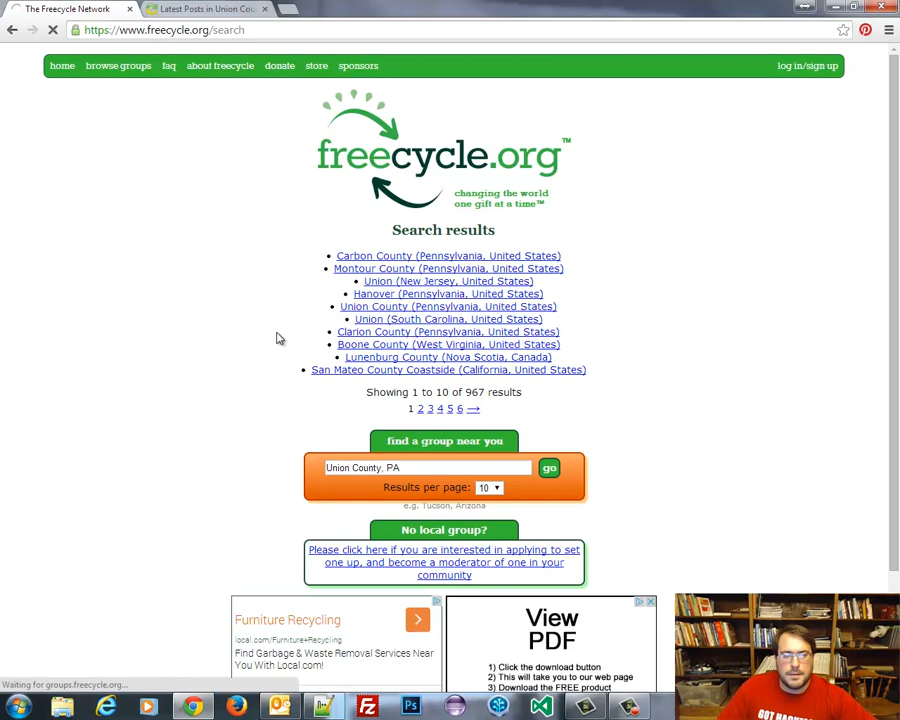 The Freecycle Network
Latest Posts in Union Cou
https://www.freecycle.org/search
home browse groups faq about freecycle donate store sponsors log in/sign up
freecycle.org™
changing the world
one gift at a time™
Search results
Carbon County (Pennsylvania, United States)
Montour County (Pennsylvania, United States)
Union (New Jersey, United States)
Hanover (Pennsylvania, United States)
Union County (Pennsylvania, United States)
Union (South Carolina, United States)
Clarion County (Pennsylvania, United States)
Boone County (West Virginia, United States)
Lunenburg County (Nova Scotia, Canada)
San Mateo County Coastside (California, United States)
Showing 1 to 10 of 967 results
1 2 3 4 5 6 →
find a group near you
Union County, PA go
Results per page: 10
e.g. Tucson, Arizona
No local group?
Please click here if you are interested in applying to set
one up, and become a moderator of one in your
community
Furniture Recycling
local.com/Furniture+Recycling
Find Garbage & Waste Removal Services Near
You With Local.com!
View
PDF
1) Click the download button
2) This will take you to our web page
3) Download the FREE product
Waiting for groups.freecycle.org...
Fz
Ps